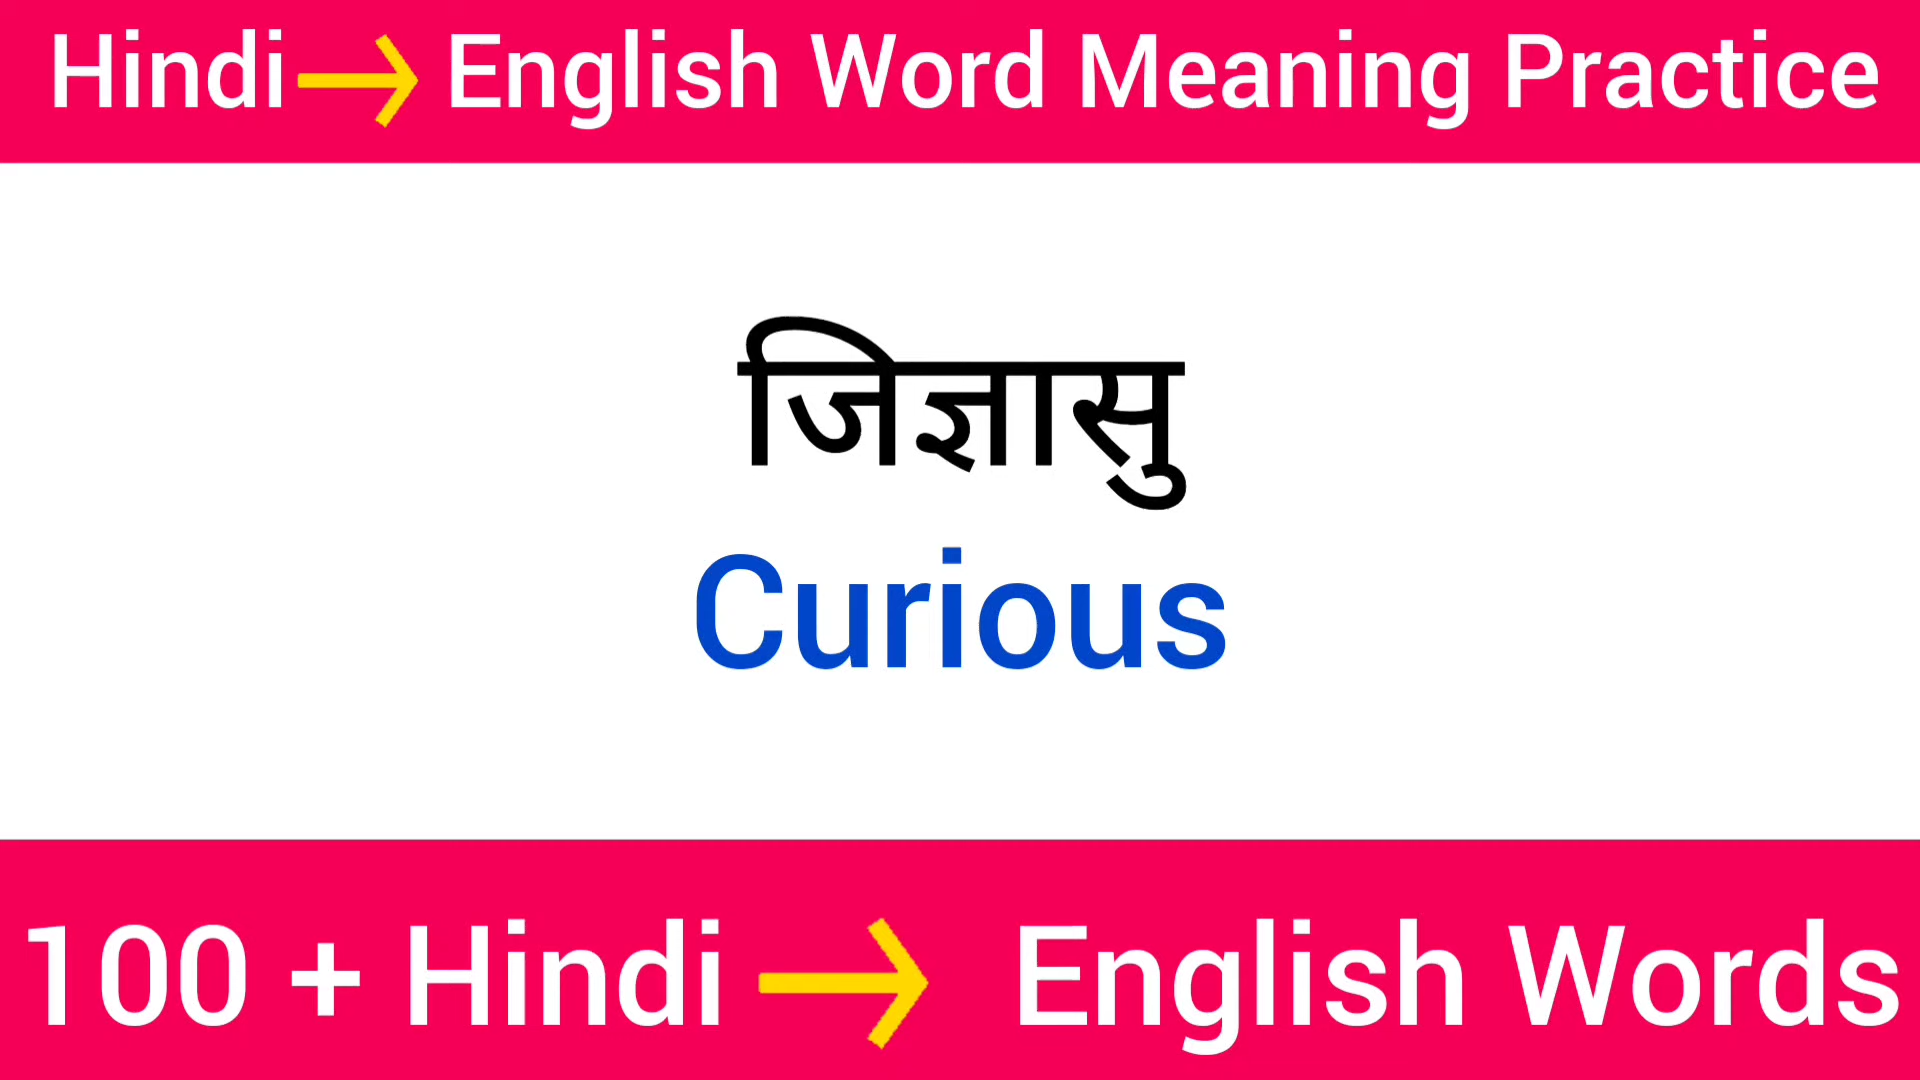 Hindi→ English Word Meaning Practice
जिज्ञासु
Curious
100 + Hindi → English Words